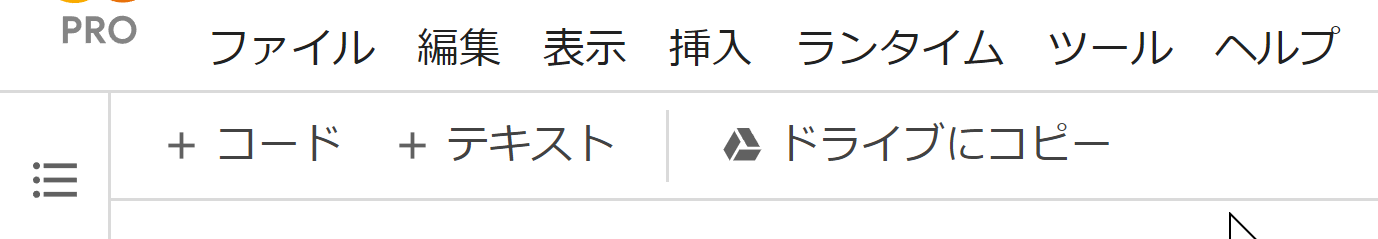 PRO
ファイル 編集 表示 挿入 ランタイム ツール ヘルプ
+ コード + テキスト ドライブにコピー